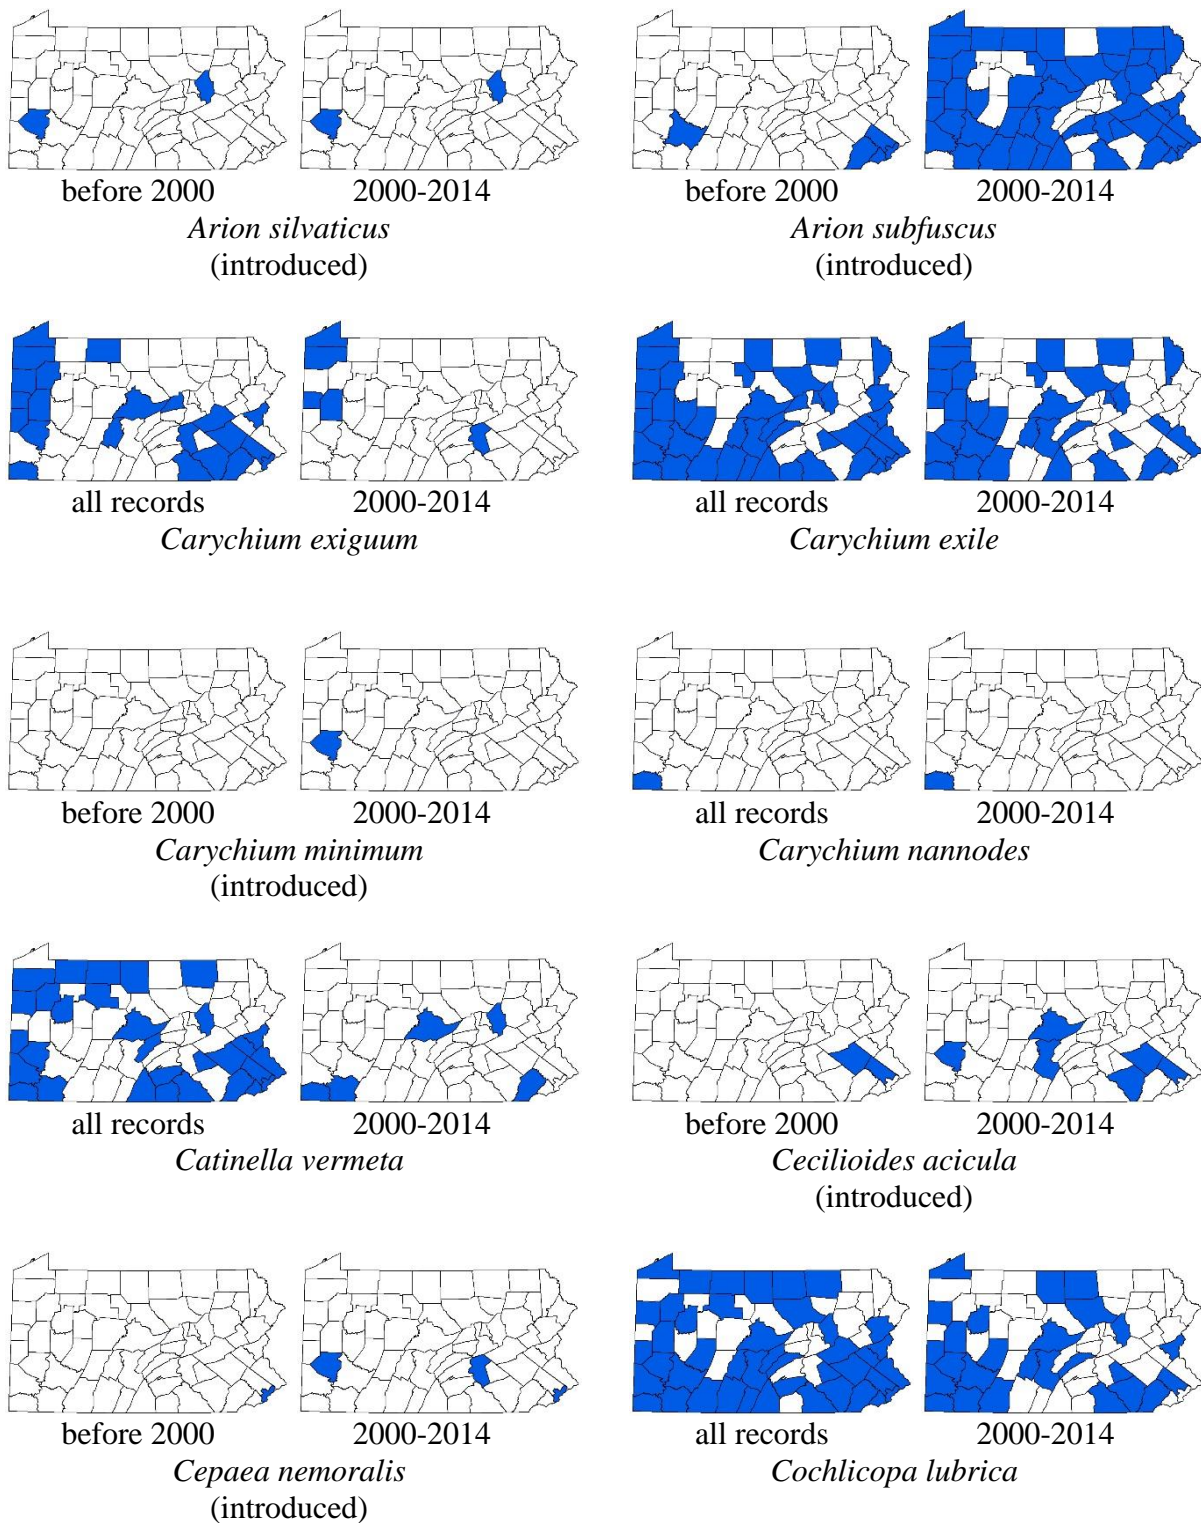 before 2000 2000-2014
Arion silvaticus
(introduced)
before 2000 2000-2014
Arion subfuscus
(introduced)
all records 2000-2014
Carychium exiguum
all records 2000-2014
Carychium exile
before 2000 2000-2014
Carychium minimum
(introduced)
all records 2000-2014
Carychium nannodes
all records 2000-2014
Catinella vermeta
before 2000 2000-2014
Cecilioides acicula
(introduced)
before 2000 2000-2014
Cepaea nemoralis
(introduced)
all records 2000-2014
Cochlicopa lubrica